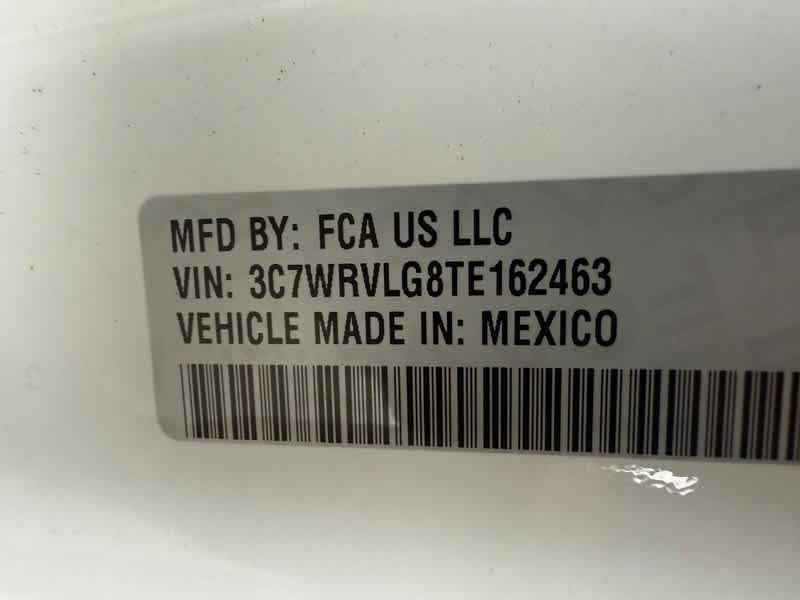 MFD BY: FCA US LLC
VIN: 3C7WRVLG8TE162463
VEHICLE MADE IN: MEXICO